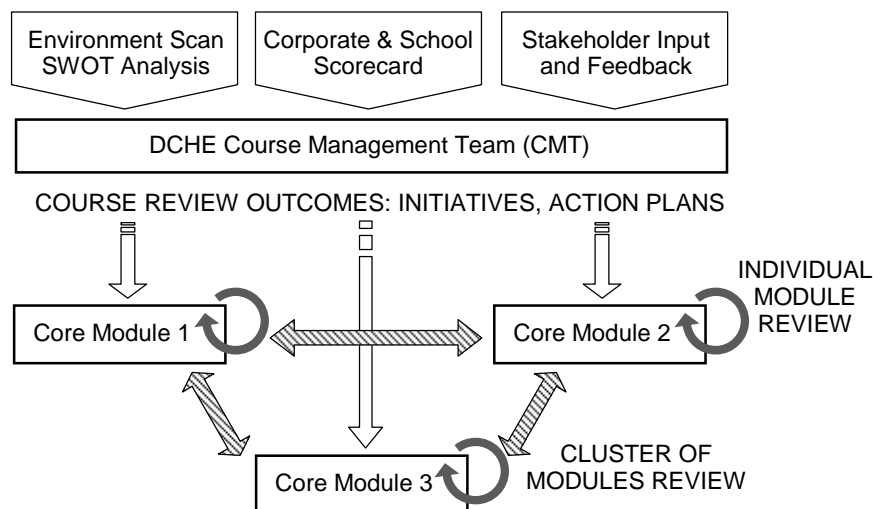 Environment Scan
SWOT Analysis
Corporate & School
Scorecard
Stakeholder Input
and Feedback
DCHE Course Management Team (CMT)
COURSE REVIEW OUTCOMES: INITIATIVES, ACTION PLANS
INDIVIDUAL
MODULE
REVIEW
Core Module 1
Core Module 2
CLUSTER OF
MODULES REVIEW
Core Module 3